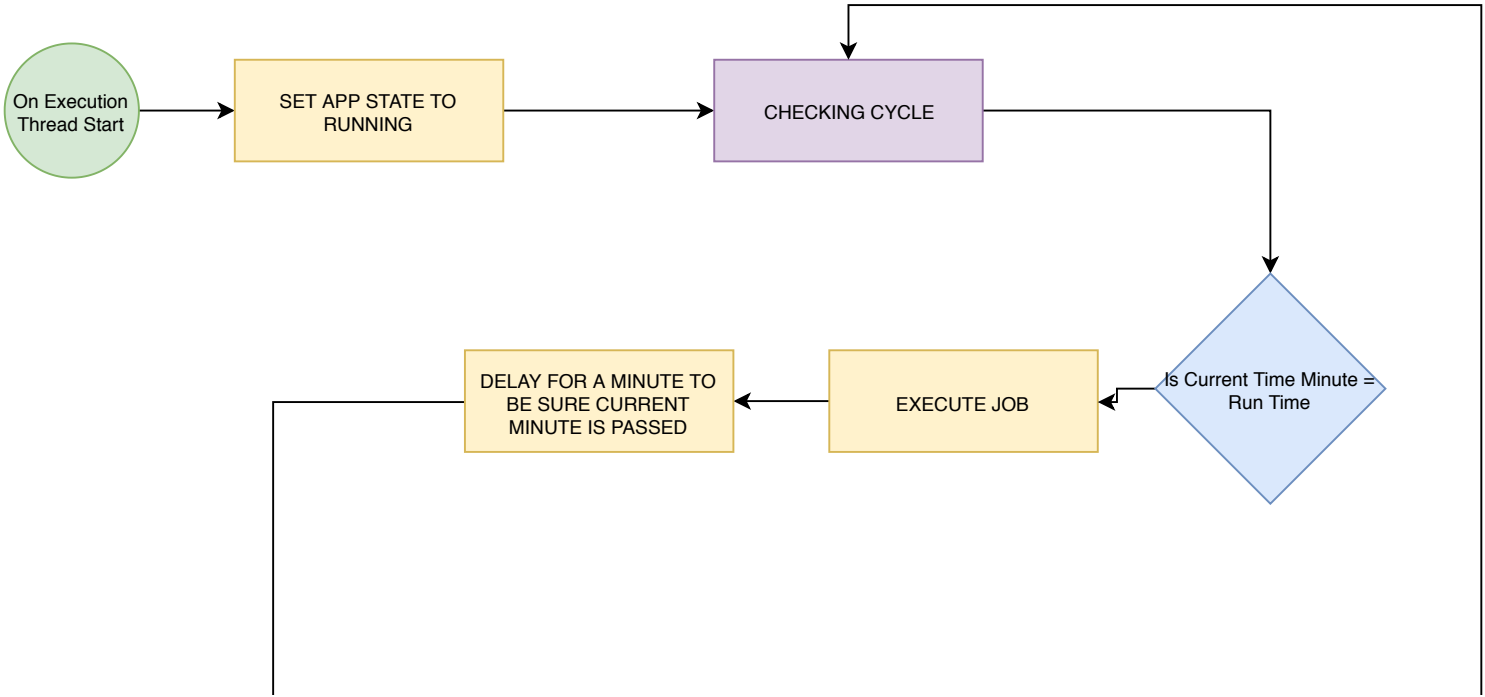 On Execution
Thread Start
SET APP STATE TO
RUNNING
CHECKING CYCLE
Is Current Time Minute =
Run Time
EXECUTE JOB
DELAY FOR A MINUTE TO
BE SURE CURRENT
MINUTE IS PASSED